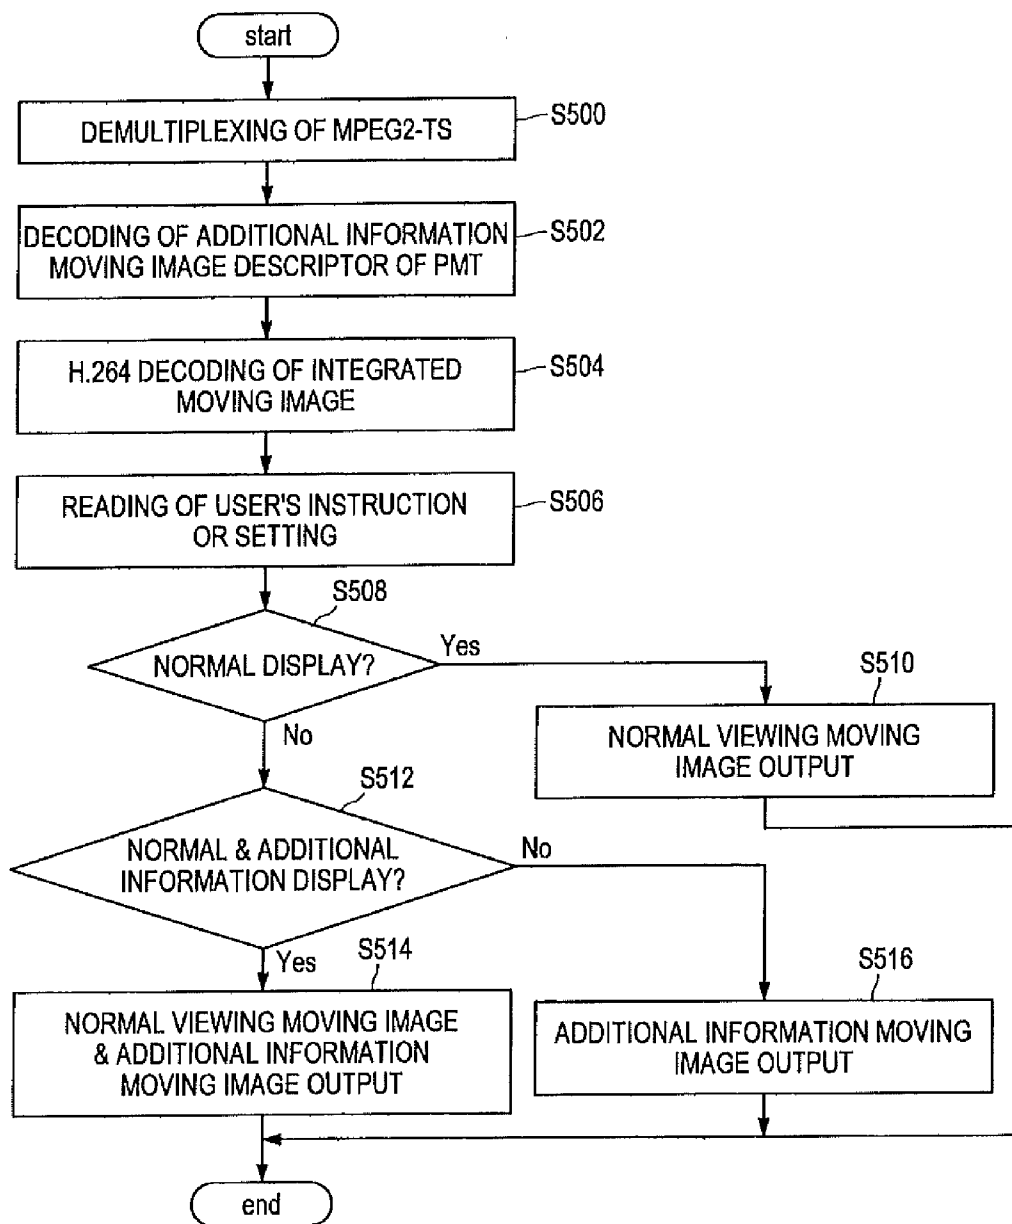 start
DEMULTIPLEXING OF MPEG2-TS
S500
DECODING OF ADDITIONAL INFORMATION
MOVING IMAGE DESCRIPTOR OF PMT
S502
H.264 DECODING OF INTEGRATED
MOVING IMAGE
S504
READING OF USER'S INSTRUCTION
OR SETTING
S506
S508
NORMAL DISPLAY?
Yes
No
S510
NORMAL VIEWING MOVING
IMAGE OUTPUT
S512
NORMAL & ADDITIONAL
INFORMATION DISPLAY?
No
Yes
S514
NORMAL VIEWING MOVING IMAGE
& ADDITIONAL INFORMATION
MOVING IMAGE OUTPUT
S516
ADDITIONAL INFORMATION MOVING
IMAGE OUTPUT
end